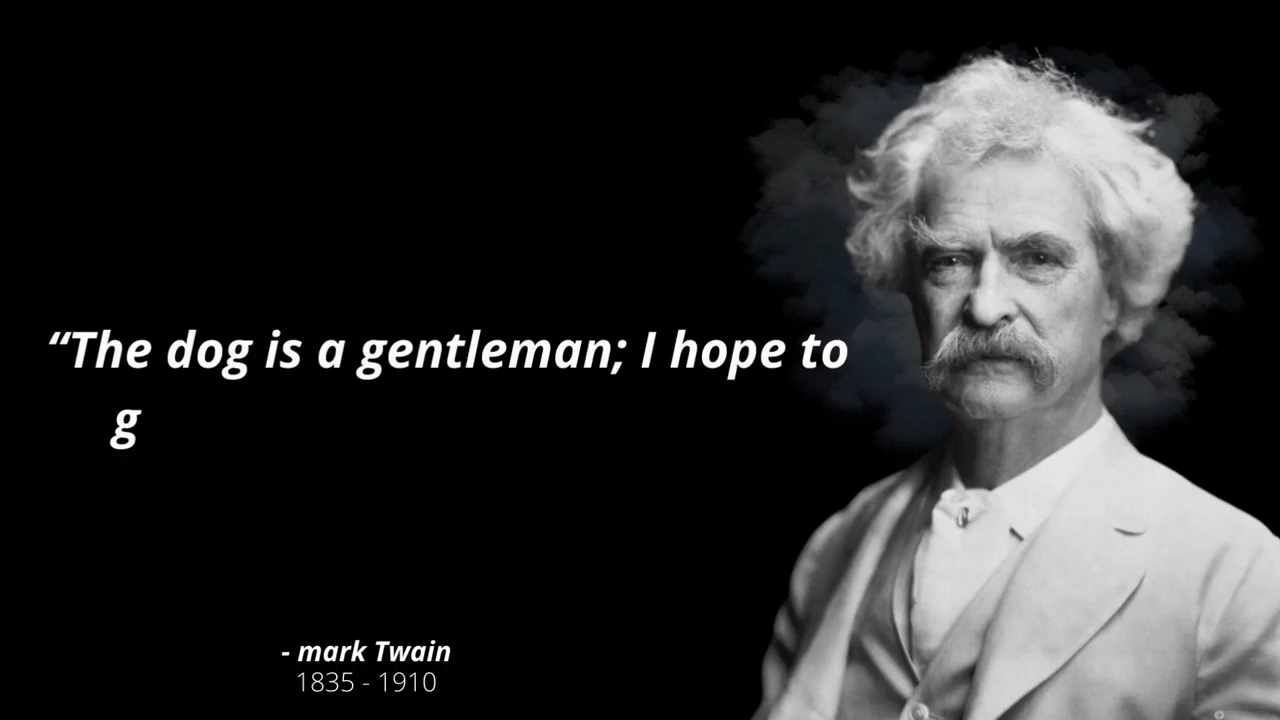 “The dog is a gentleman; I hope to
g
- mark Twain
1835 - 1910